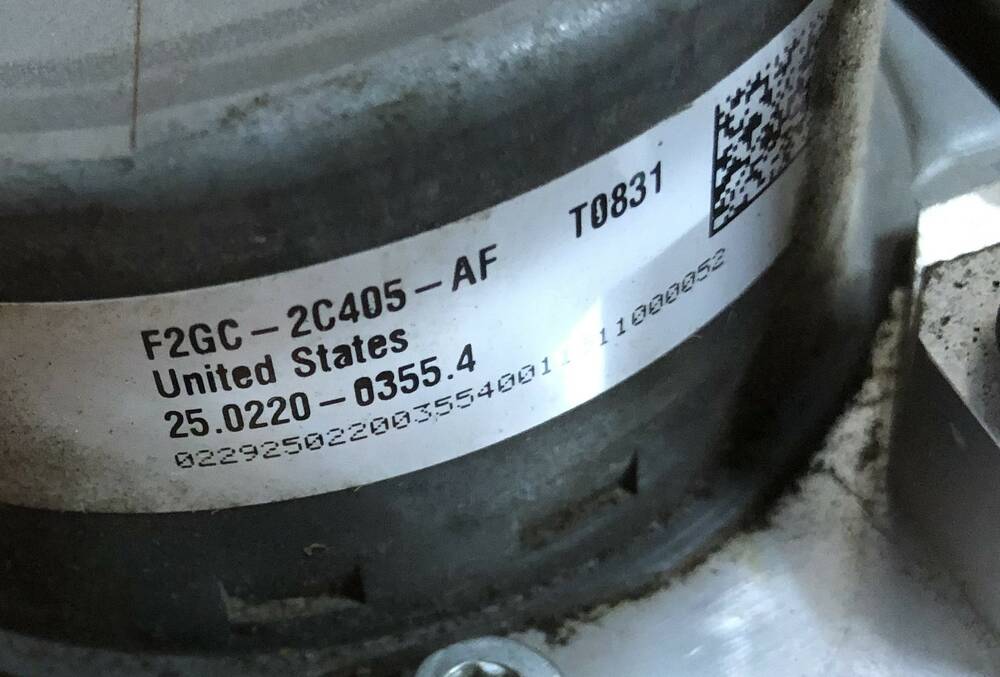 T0831
F2GC-2C405-AF
United States
25.0220-0355.4